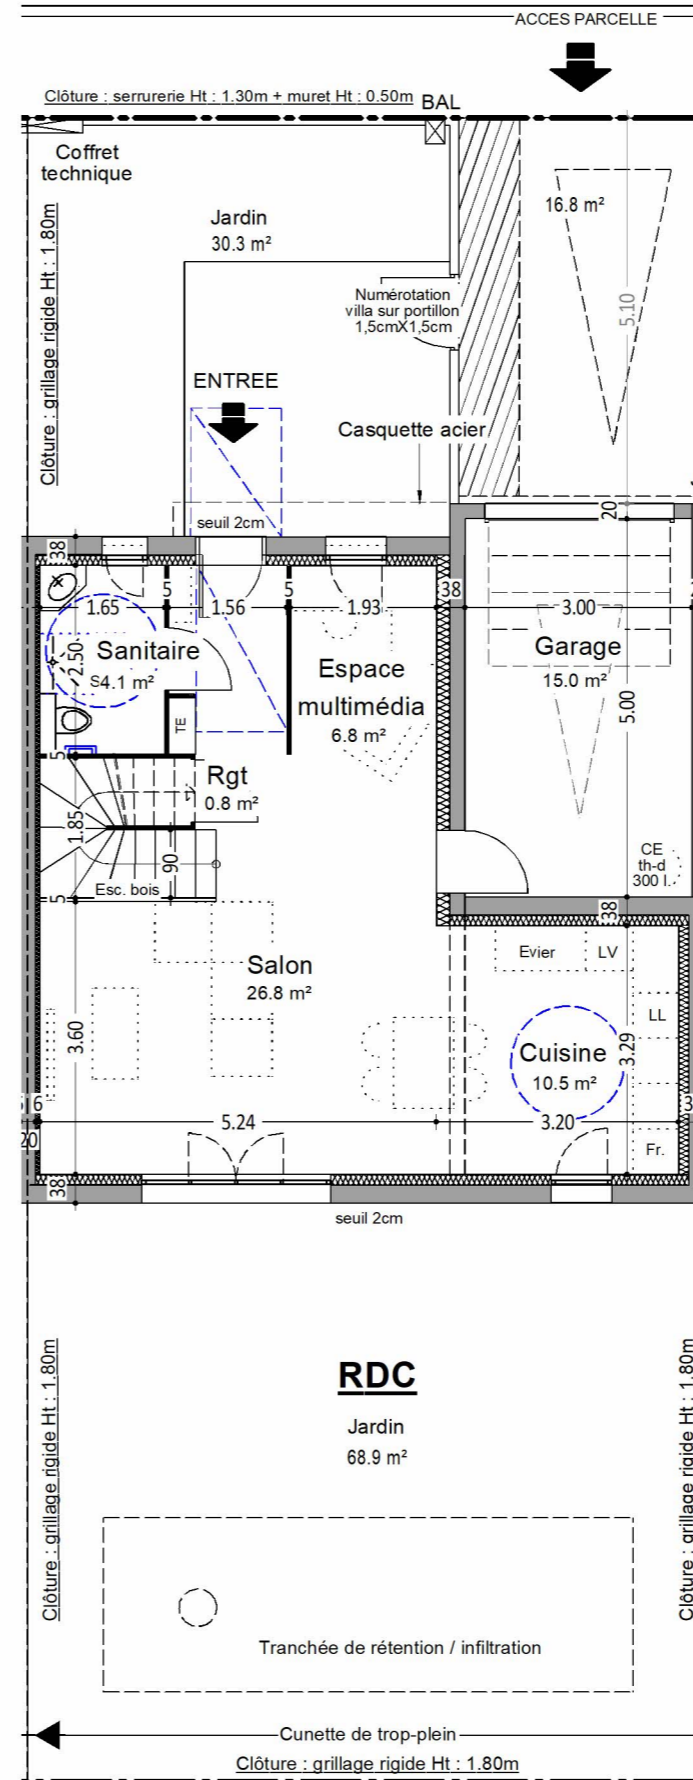 ACCES PARCELLE
Clôture : serrurerie Ht : 1.30m + muret Ht : 0.50m
BAL
Coffret
technique
Clôture : grillage rigide Ht : 1.80m
Jardin
30.3 m²
16.8 m²
5.10
Numérotation
villa sur portillon
1,5cmX1,5cm
ENTREE
Casquette acier
seuil 2cm
20
38
5
5
38
1.65
1.56
1.93
3.00
2.50
Sanitaire
S4.1 m²
Espace
multimédia
6.8 m²
Garage
15.0 m²
5.00
TE
5
Rgt
0.8 m²
1.85
90
Esc. bois
5
CE
th-d
300 l.
38
Evier
LV
Salon
26.8 m²
LL
3.60
3.29
Cuisine
10.5 m²
6
5.24
3.20
3
20
Fr.
38
seuil 2cm
RDC
Jardin
68.9 m²
Clôture : grillage rigide Ht : 1.80m
Clôture : grillage rigide Ht : 1.80m
Tranchée de rétention / infiltration
Cunette de trop-plein
Clôture : grillage rigide Ht : 1.80m